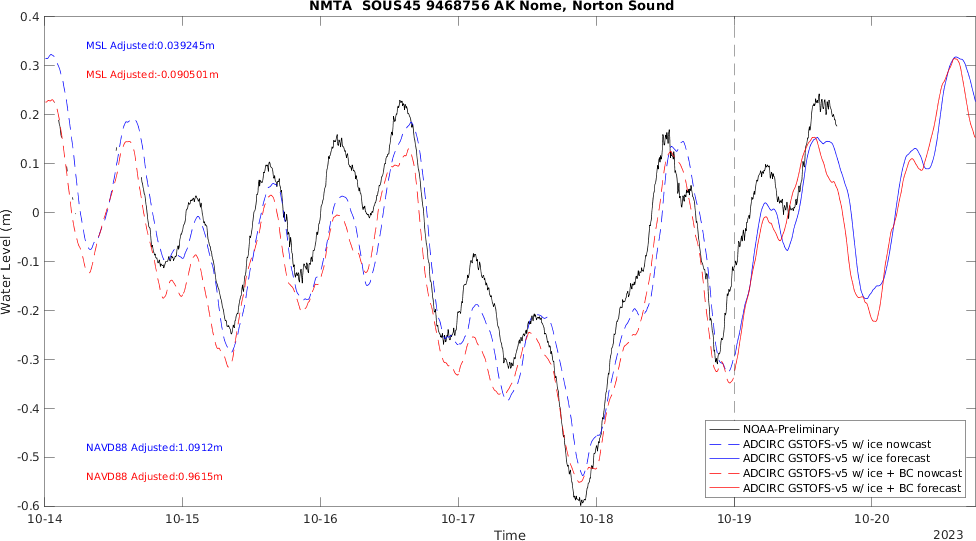 NMTA SOUS45 9468756 AK Nome, Norton Sound
0.4
0.3
0.2
0.1
0
-0.1
-0.2
-0.3
-0.4
-0.5
-0.6
Water Level (m)
MSL Adjusted:0.039245m
MSL Adjusted:-0.090501m
NAVD88 Adjusted:1.0912m
NAVD88 Adjusted:0.9615m
NOAA-Preliminary
ADCIRC GSTOFS-v5 w/ ice nowcast
ADCIRC GSTOFS-v5 w/ ice forecast
ADCIRC GSTOFS-v5 w/ ice + BC nowcast
ADCIRC GSTOFS-v5 w/ ice + BC forecast
10-14 10-15 10-16 10-17 10-18 10-19 10-20
Time
2023